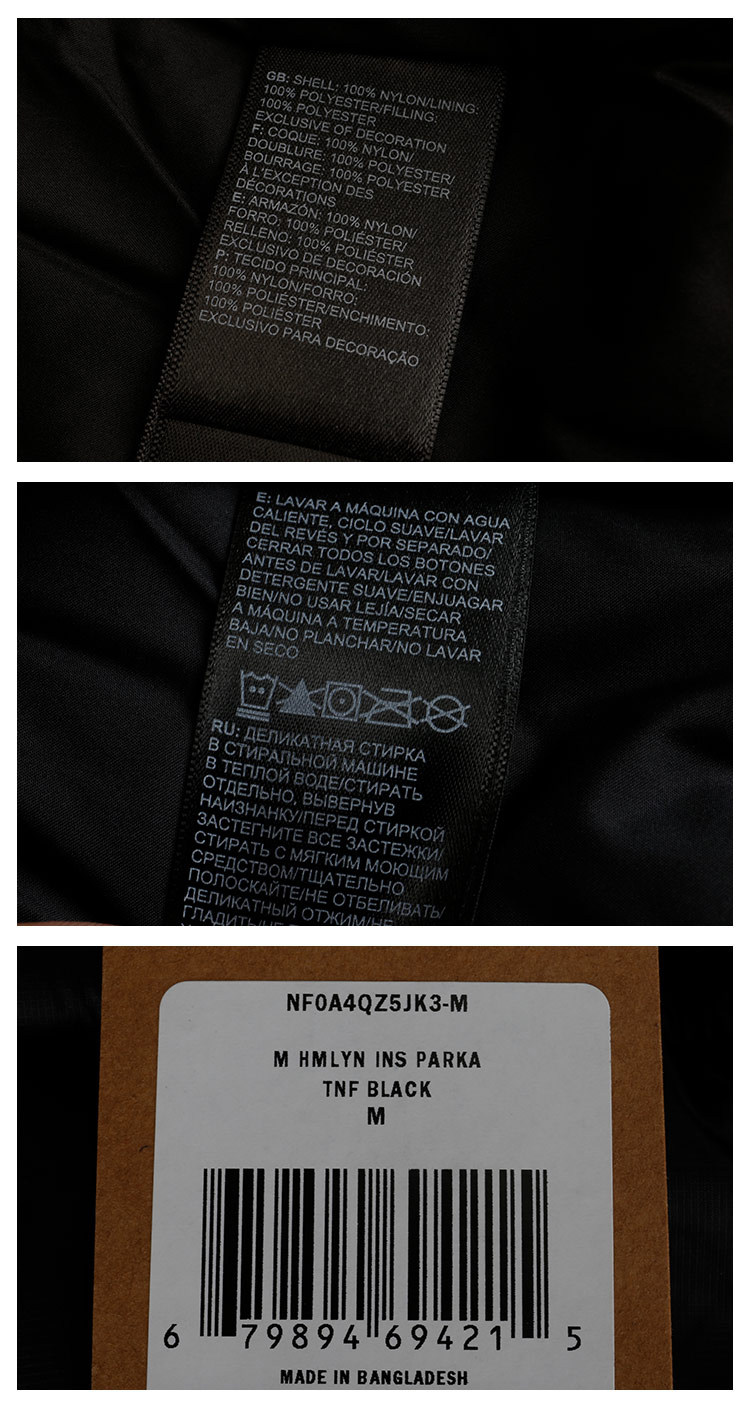 GB: SHELL: 100% NYLON/LINING:
100% POLYESTER/FILLING:
100% POLYESTER
EXCLUSIVE OF DECORATION
F: COQUE: 100% NYLON/
DOUBLURE: 100% POLYESTER/
BOURRAGE: 100% POLYESTER
À L'EXCEPTION DES
DÉCORATIONS
E: ARMAZÓN: 100% NYLON/
FORRO: 100% POLIÉSTER/
RELLENO: 100% POLIÉSTER
EXCLUSIVO DE DECORACIÓN
P: TECIDO PRINCIPAL:
100% NYLON/FORRO:
100% POLIÉSTER/ENCHIMENTO:
100% POLIÉSTER
EXCLUSIVO PARA DECORAÇÃO
E: LAVAR A MÁQUINA CON AGUA
CALIENTE, CICLO SUAVE/LAVAR
DEL REVÉS Y POR SEPARADO/
CERRAR TODOS LOS BOTONES
ANTES DE LAVAR/LAVAR CON
DETERGENTE SUAVE/ENJUAGAR
BIEN/NO USAR LEJÍA/SECAR
A MÁQUINA A TEMPERATURA
BAJA/NO PLANCHAR/NO LAVAR
EN SECO
RU: ДЕЛИКАТНАЯ СТИРКА
В СТИРАЛЬНОЙ МАШИНЕ
В ТЕПЛОЙ ВОДЕ/СТИРАТЬ
ОТДЕЛЬНО, ВЫВЕРНУВ
НАИЗНАНКУ/ПЕРЕД СТИРКОЙ
ЗАСТЕГНИТЕ ВСЕ ЗАСТЕЖКИ/
СТИРАТЬ С МЯГКИМ МОЮЩИМ
СРЕДСТВОМ/ТЩАТЕЛЬНО
ПОЛОСКАЙТЕ/НЕ ОТБЕЛИВАТЬ/
ДЕЛИКАТНЫЙ ОТЖИМ/НЕ
ГЛАДИТЬ/НЕ
NF0A4QZ5JK3-M
M HMLYN INS PARKA
TNF BLACK
M
6 79894 69421 5
MADE IN BANGLADESH